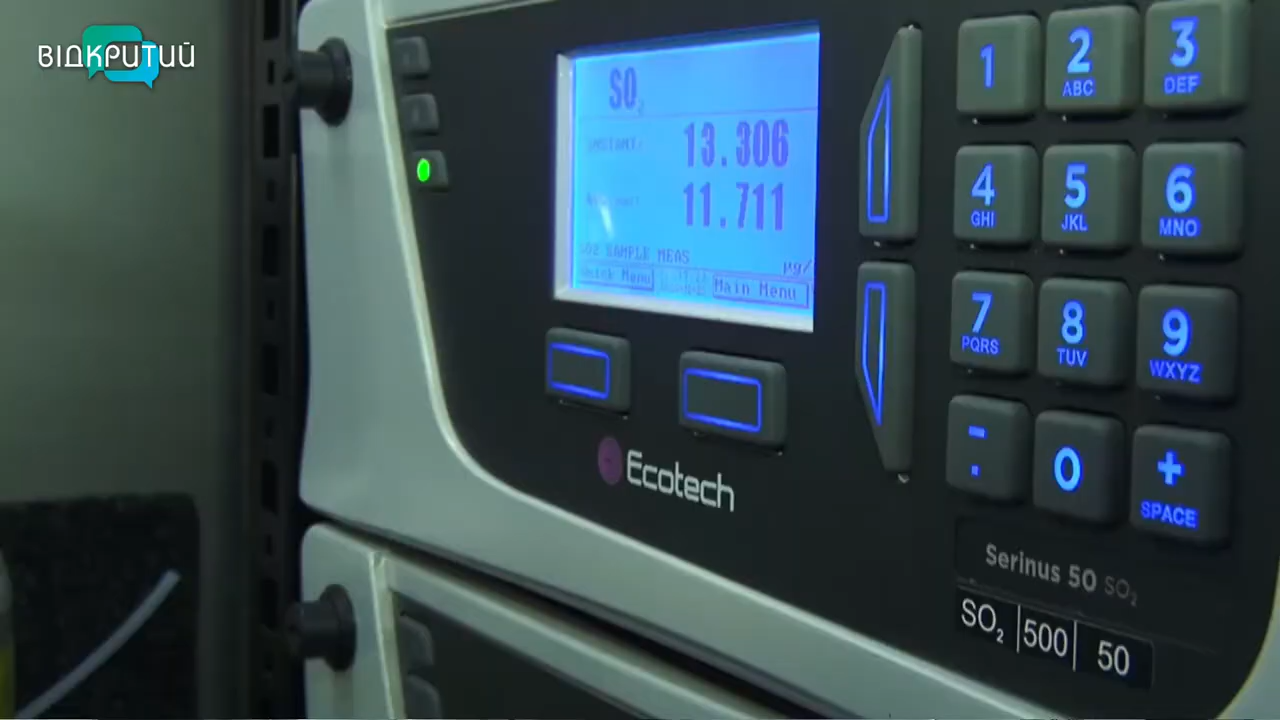 ВІДКРИТИЙ
SO₂
INSTANT:
13.306
11.711
SO2 SAMPLE MEAS
µg/
Quick Menu
Main Menu
Ecotech
1
2 ABC
3 DEF
4 GHI
5 JKL
6 MNO
7 PQRS
8 TUV
9 WXYZ
- .
0
+ SPACE
Serinus 50 SO₂
SO₂ 500 50